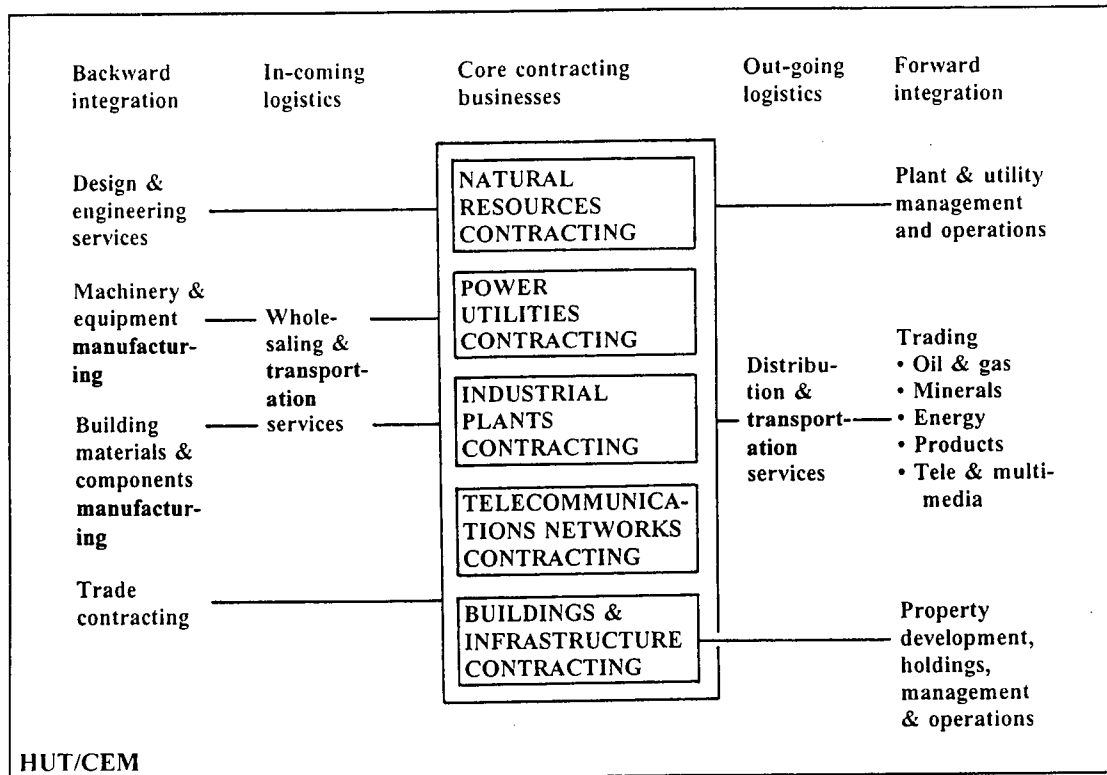 Backward
integration
In-coming
logistics
Core contracting
businesses
Out-going
logistics
Forward
integration
Design &
engineering
services
Machinery &
equipment
manufactur-
ing
Building
materials &
components
manufactur-
ing
Trade
contracting
Whole-
saling &
transport-
ation
services
NATURAL
RESOURCES
CONTRACTING
POWER
UTILITIES
CONTRACTING
INDUSTRIAL
PLANTS
CONTRACTING
TELECOMMUNICA-
TIONS NETWORKS
CONTRACTING
BUILDINGS &
INFRASTRUCTURE
CONTRACTING
Distribu-
tion &
transport-
ation
services
Plant & utility
management
and operations
Trading
• Oil & gas
• Minerals
• Energy
• Products
• Tele & multi-
media
Property
development,
holdings,
management
& operations
HUT/CEM